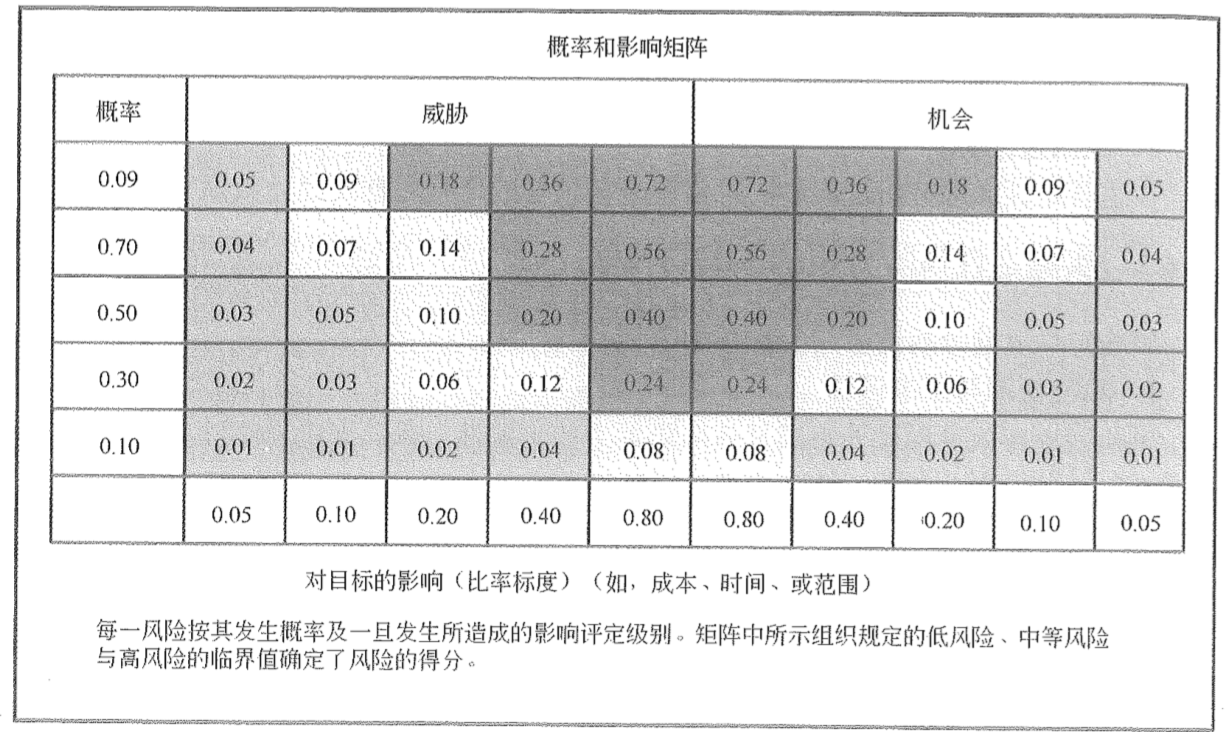 概率和影响矩阵
概率 威胁 机会
0.09 0.05 0.09 0.18 0.36 0.72 0.72 0.36 0.18 0.09 0.05
0.70 0.04 0.07 0.14 0.28 0.56 0.56 0.28 0.14 0.07 0.04
0.50 0.03 0.05 0.10 0.20 0.40 0.40 0.20 0.10 0.05 0.03
0.30 0.02 0.03 0.06 0.12 0.24 0.24 0.12 0.06 0.03 0.02
0.10 0.01 0.01 0.02 0.04 0.08 0.08 0.04 0.02 0.01 0.01
0.05 0.10 0.20 0.40 0.80 0.80 0.40 0.20 0.10 0.05
对目标的影响（比率标度）（如，成本、时间、或范围）
每一风险按其发生概率及一旦发生所造成的影响评定级别。矩阵中所示组织规定的低风险、中等风险
与高风险的临界值确定了风险的得分。